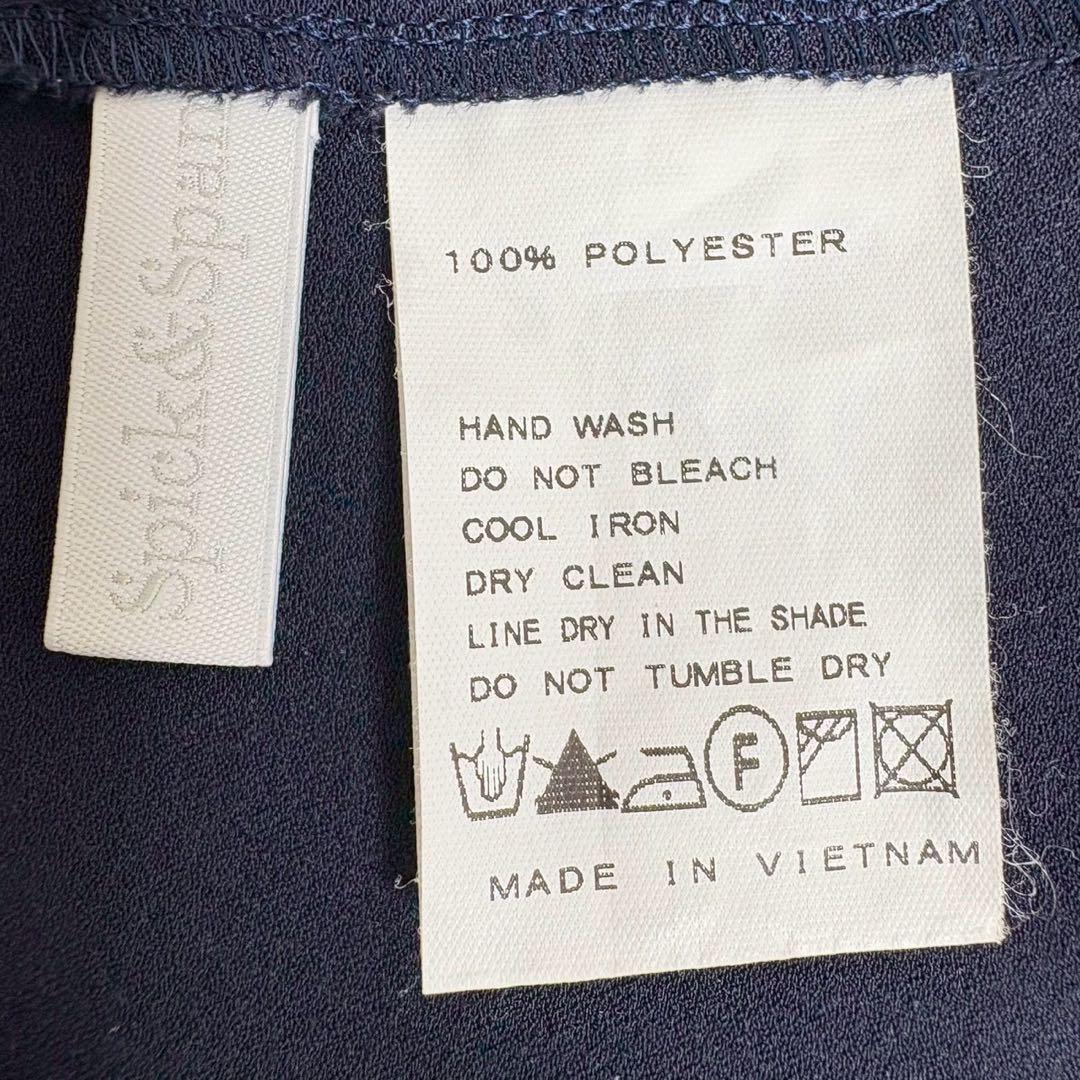 Spick&Span
100% POLYESTER
HAND WASH
DO NOT BLEACH
COOL IRON
DRY CLEAN
LINE DRY IN THE SHADE
DO NOT TUMBLE DRY
F
MADE IN VIETNAM